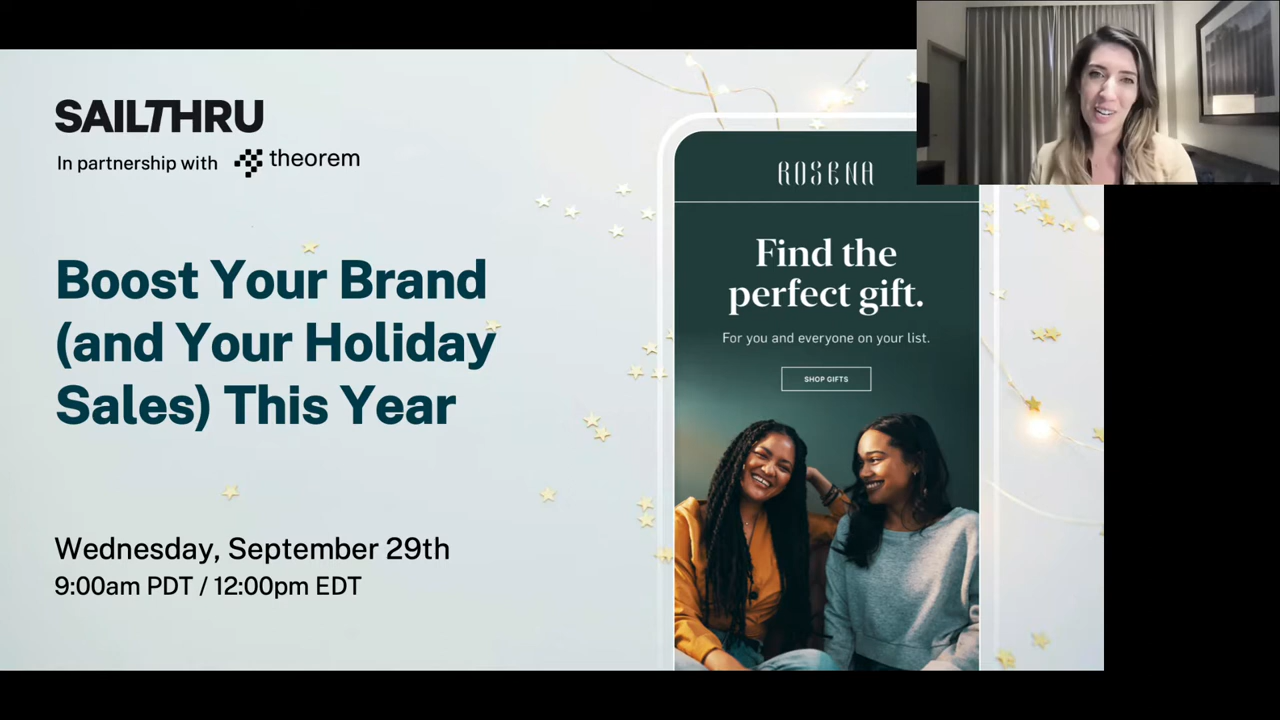 SAILTHRU
In partnership with theorem
Boost Your Brand
(and Your Holiday
Sales) This Year
Wednesday, September 29th
9:00am PDT / 12:00pm EDT
ROSENA
Find the
perfect gift.
For you and everyone on your list.
SHOP GIFTS